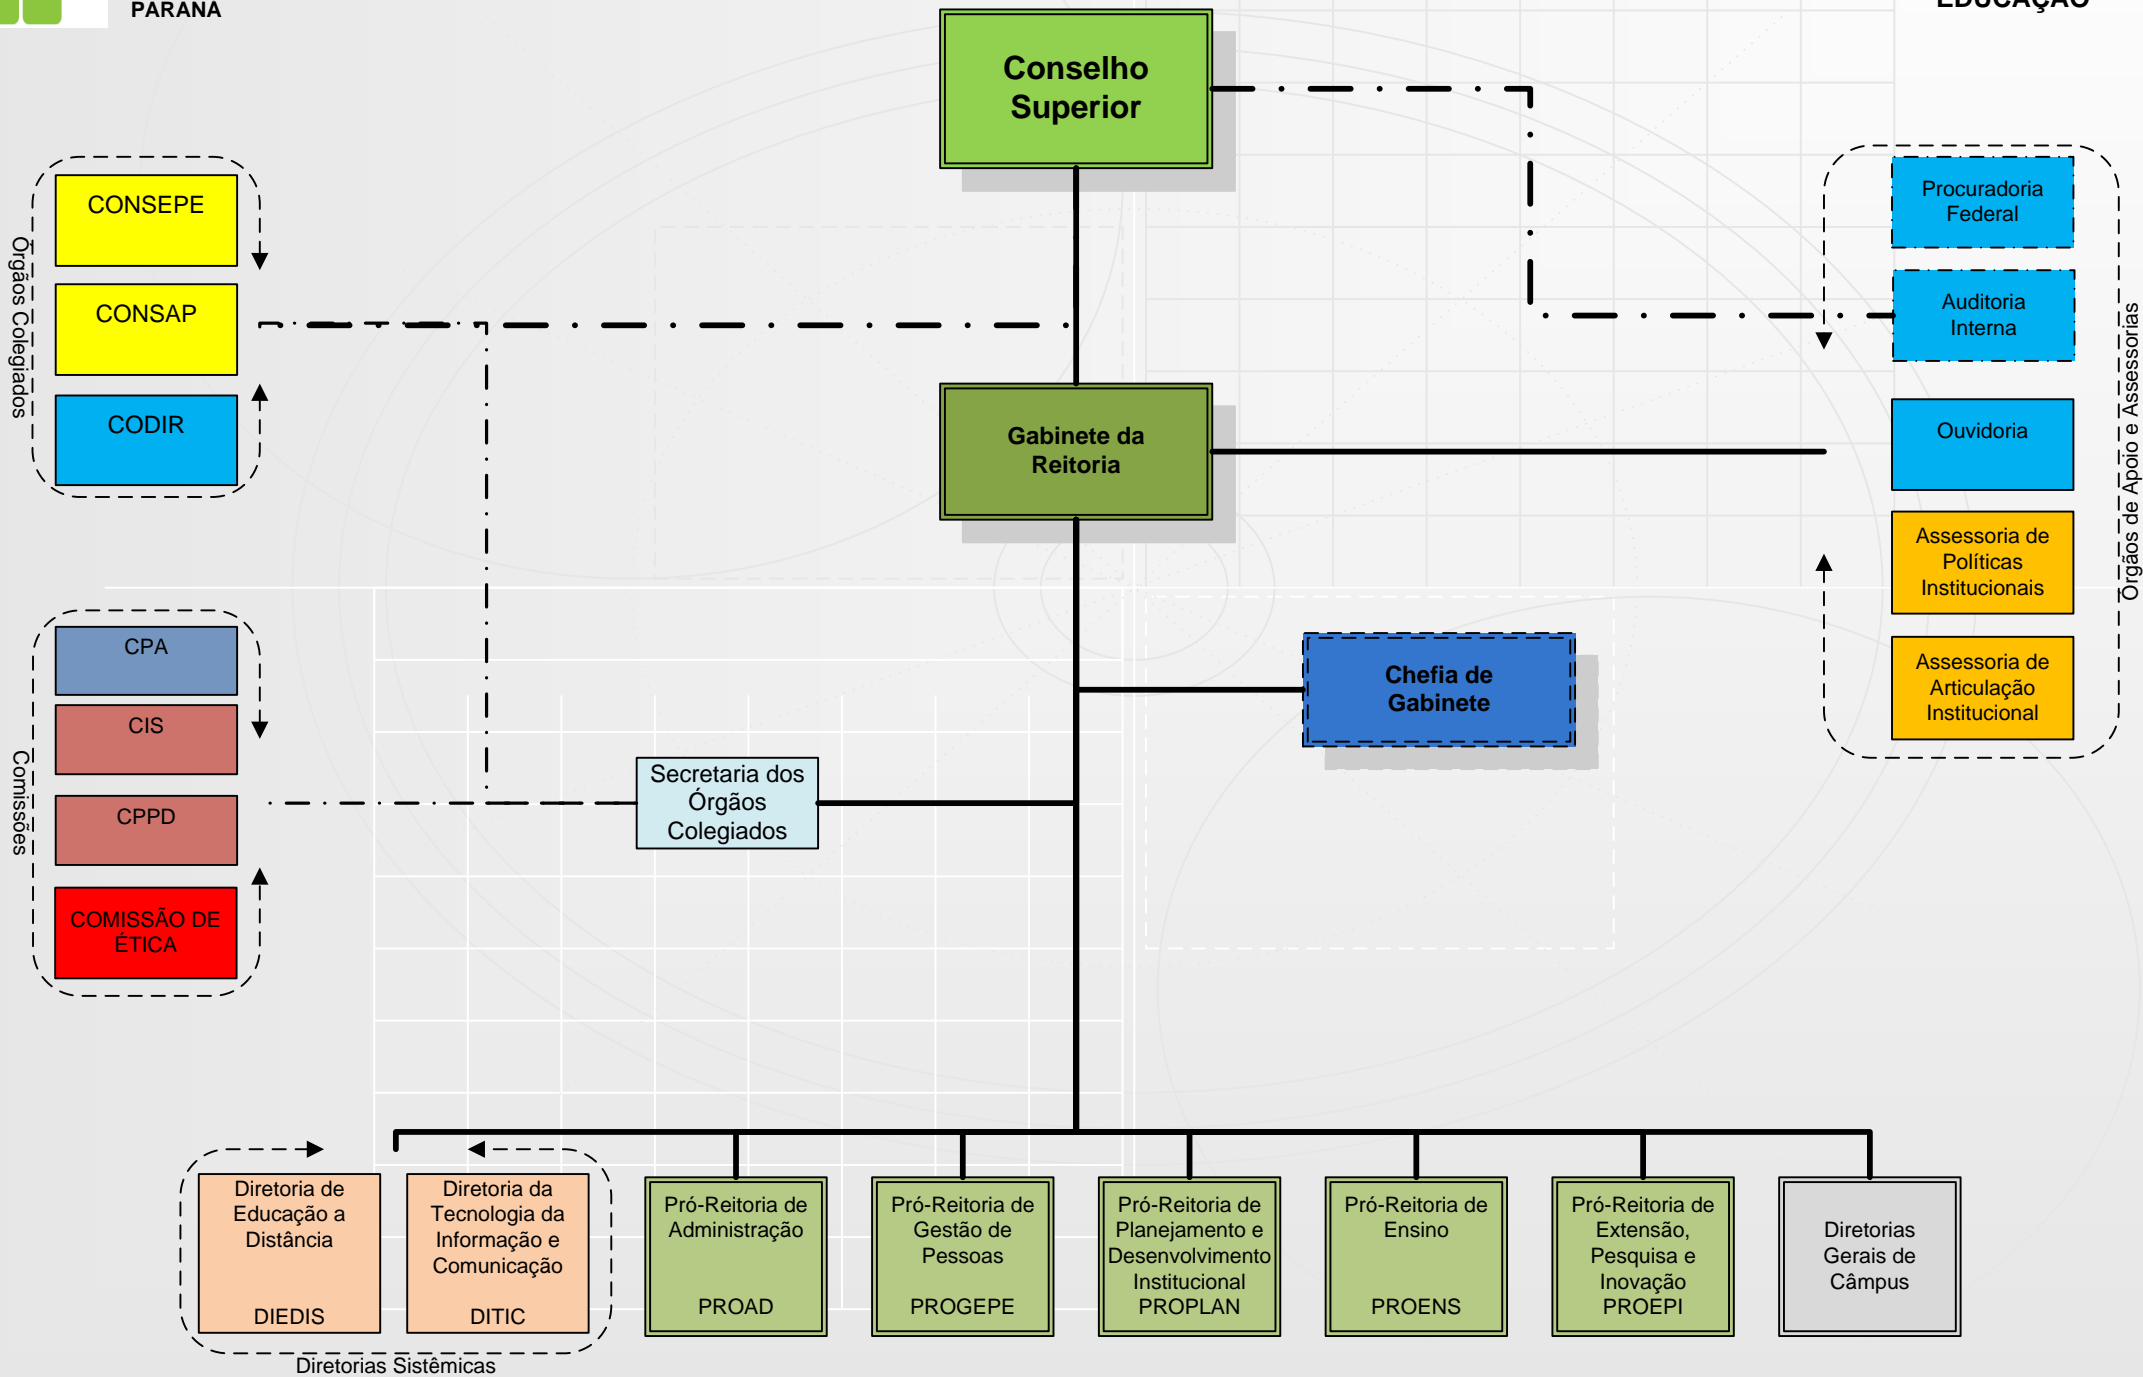 PARANÁ
EDUCAÇÃO
Conselho
Superior
Órgãos Colegiados
CONSEPE
CONSAP
CODIR
Procuradoria
Federal
Auditoria
Interna
Ouvidoria
Assessoria de
Políticas
Institucionais
Assessoria de
Articulação
Institucional
Órgãos de Apoio e Assessorias
Gabinete da
Reitoria
Chefia de
Gabinete
Comissões
CPA
CIS
CPPD
COMISSÃO DE
ÉTICA
Secretaria dos
Órgãos
Colegiados
Diretoria de
Educação a
Distância
DIEDIS
Diretoria da
Tecnologia da
Informação e
Comunicação
DITIC
Diretorias Sistêmicas
Pró-Reitoria de
Administração
PROAD
Pró-Reitoria de
Gestão de
Pessoas
PROGEPE
Pró-Reitoria de
Planejamento e
Desenvolvimento
Institucional
PROPLAN
Pró-Reitoria de
Ensino
PROENS
Pró-Reitoria de
Extensão,
Pesquisa e
Inovação
PROEPI
Diretorias
Gerais de
Câmpus